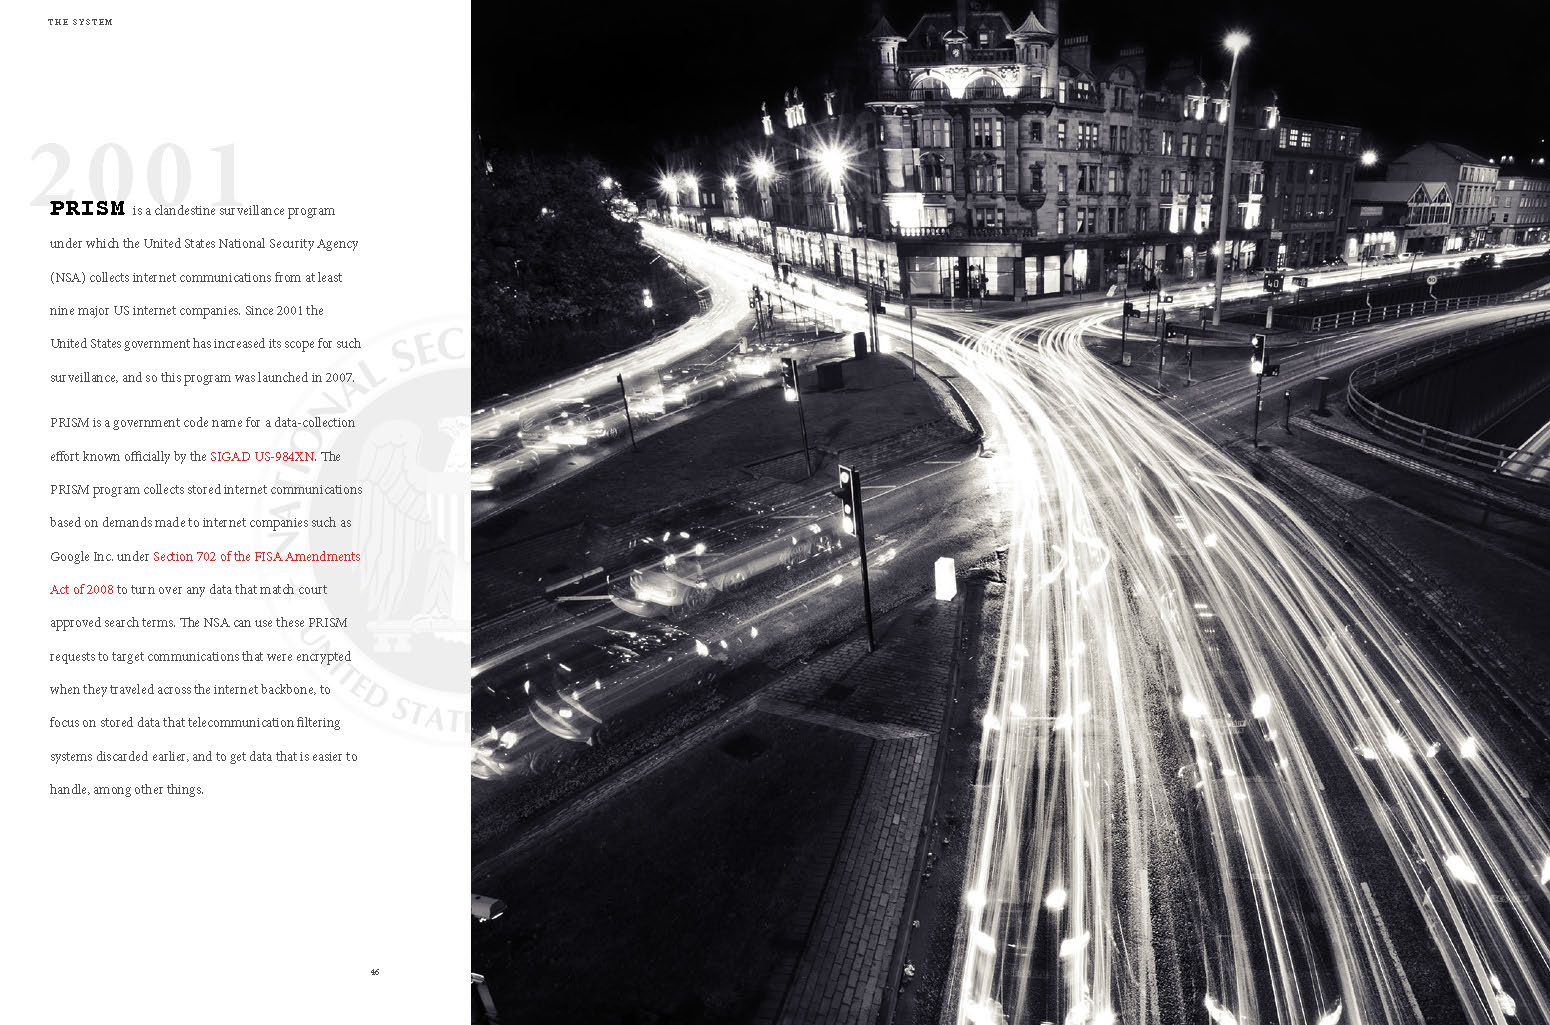 THE SYSTEM
2001
PRISM is a clandestine surveillance program
under which the United States National Security Agency
(NSA) collects internet communications from at least
nine major US internet companies. Since 2001 the
United States government has increased its scope for such
surveillance, and so this program was launched in 2007.
PRISM is a government code name for a data-collection
effort known officially by the SIGAD US-984XN. The
PRISM program collects stored internet communications
based on demands made to internet companies such as
Google Inc. under Section 702 of the FISA Amendments
Act of 2008 to turn over any data that match court
approved search terms. The NSA can use these PRISM
requests to target communications that were encrypted
when they traveled across the internet backbone, to
focus on stored data that telecommunication filtering
systems discarded earlier, and to get data that is easier to
handle, among other things.
NATIONAL SEC
UNITED STAT
46
40
30